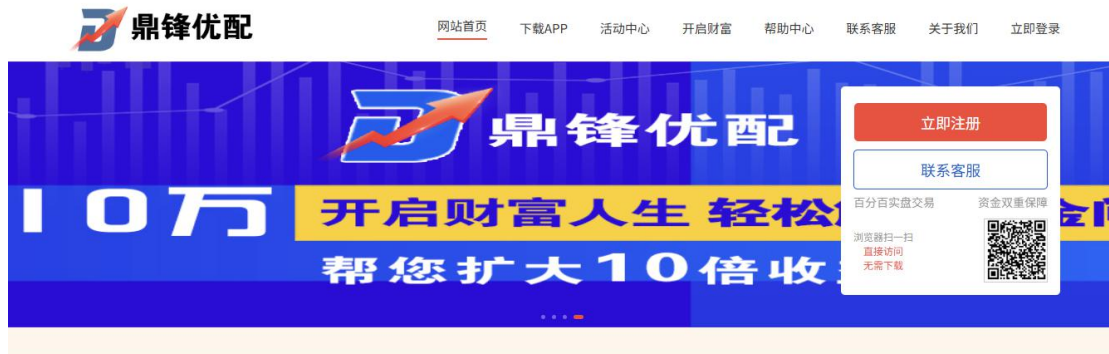 鼎锋优配
网站首页 下载APP 活动中心 开启财富 帮助中心 联系客服 关于我们 立即登录
鼎锋优配
10万 开启财富人生 轻松
帮您扩大10倍收
立即注册
联系客服
百分百实盘交易 资金双重保障
浏览器扫一扫
直接访问
无需下载